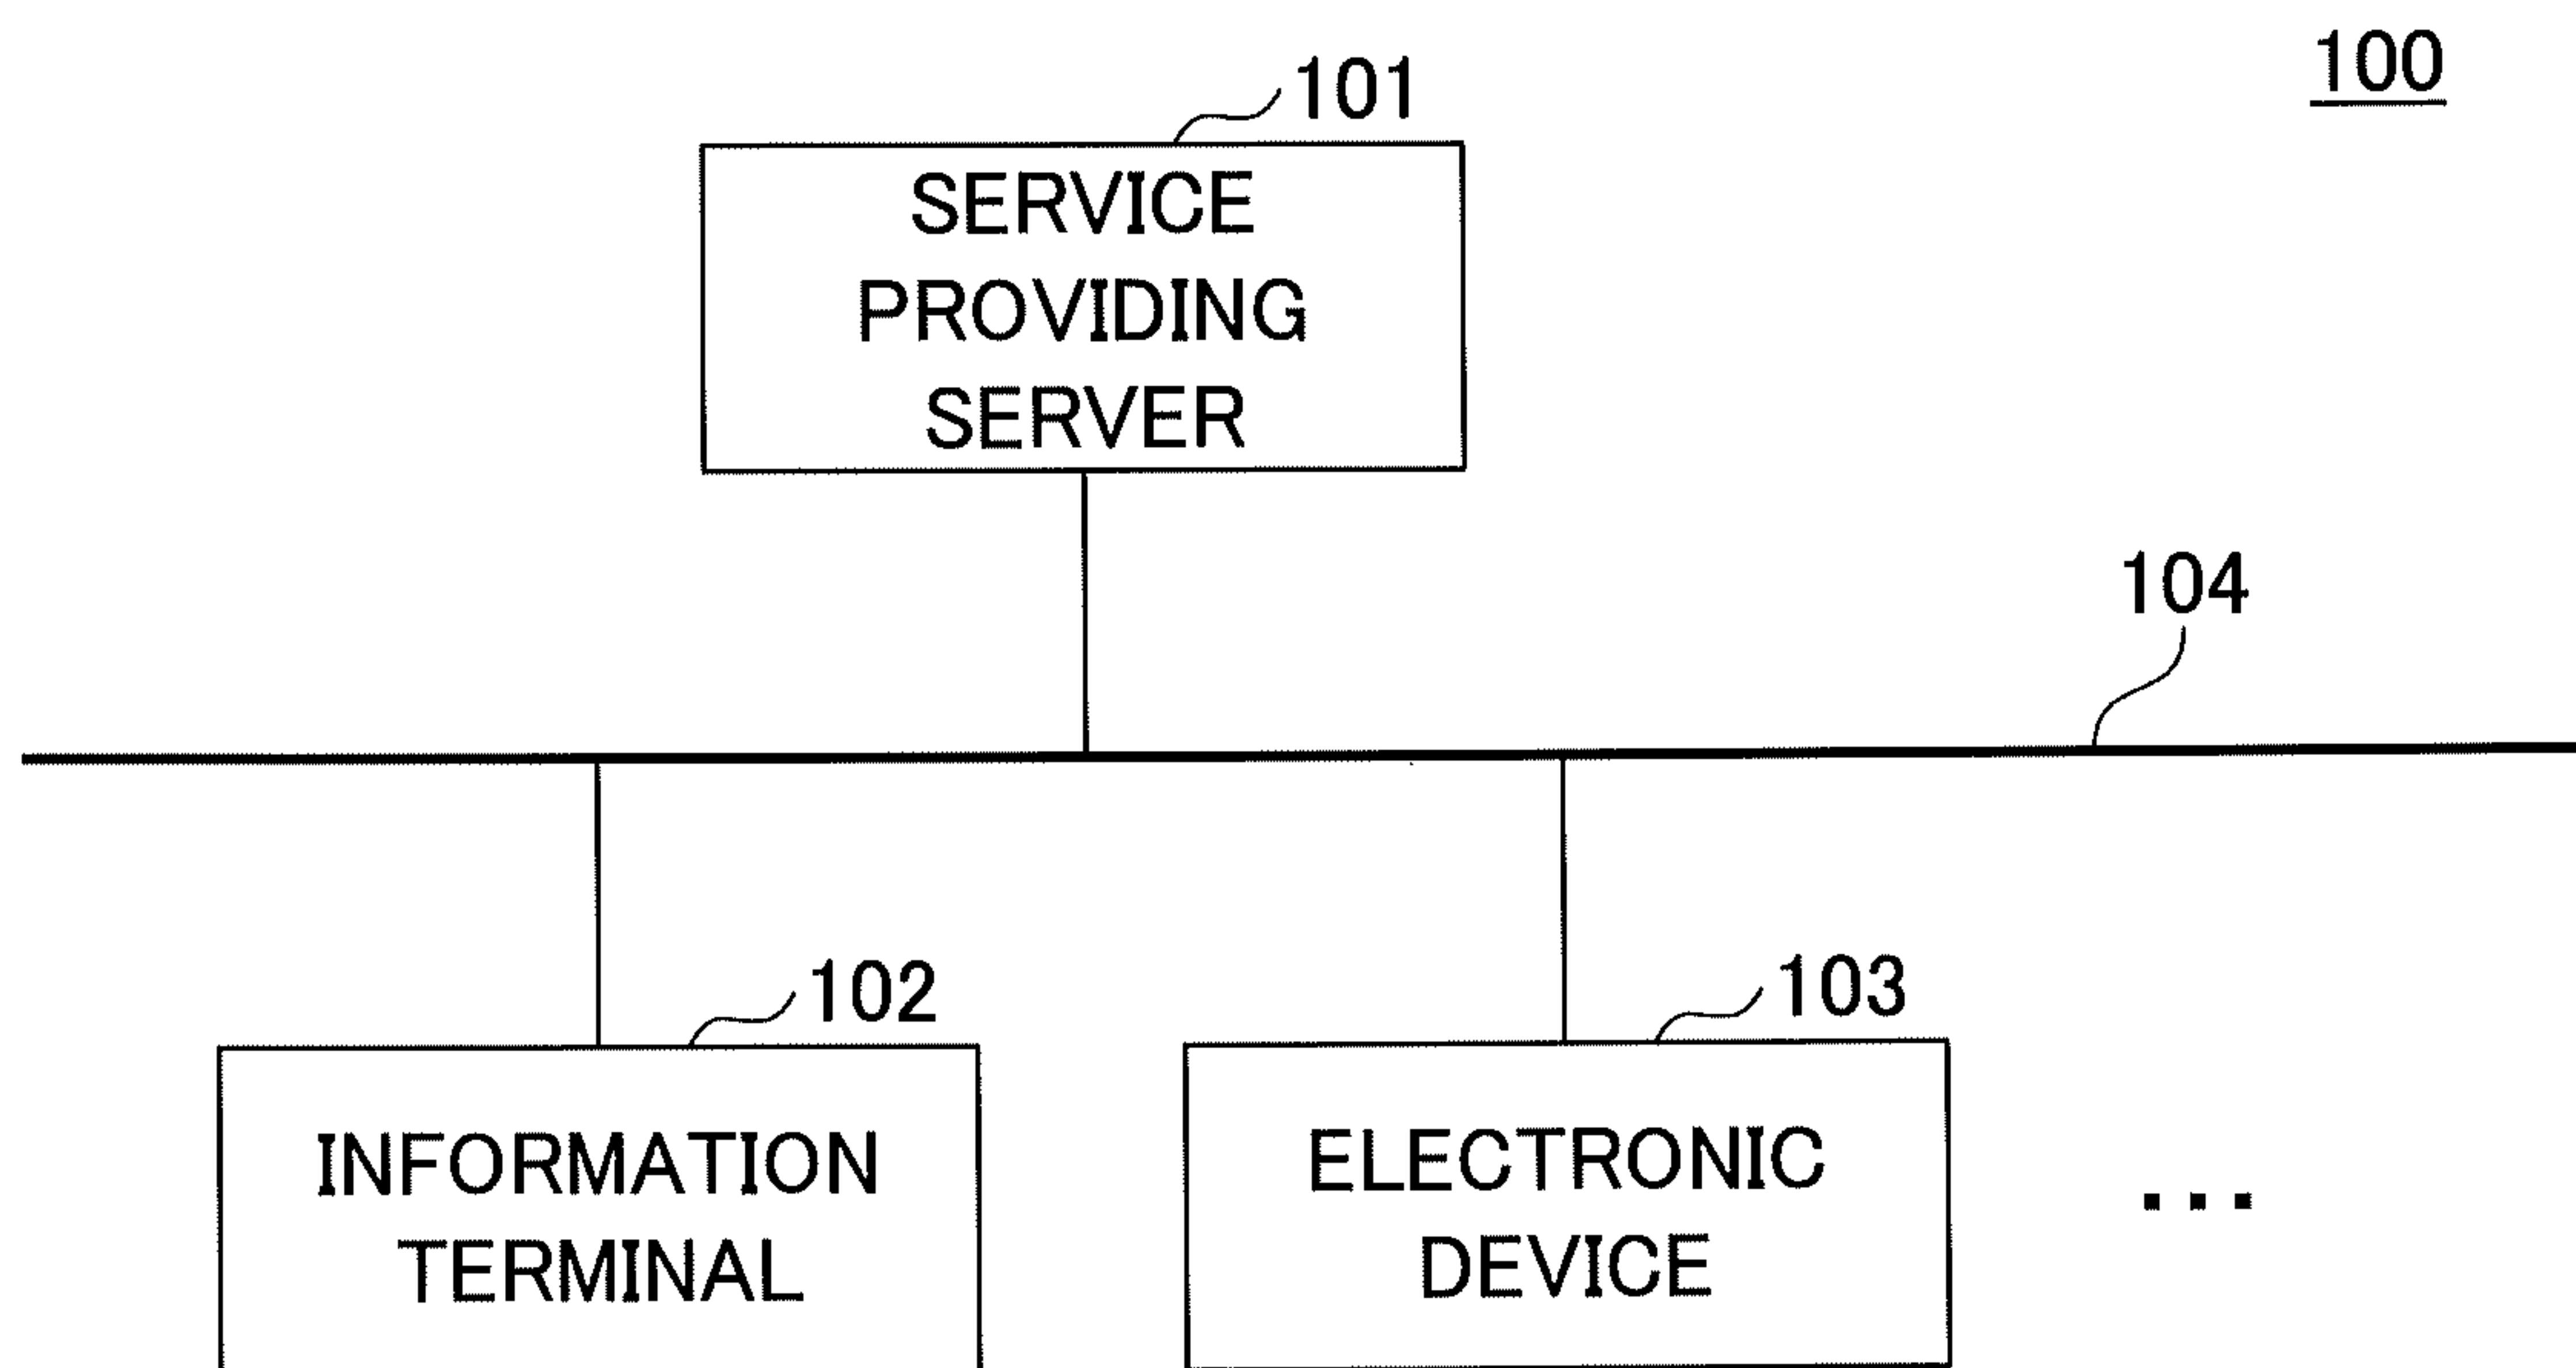 100
101
SERVICE
PROVIDING
SERVER
104
102
103
INFORMATION
TERMINAL
ELECTRONIC
DEVICE
...